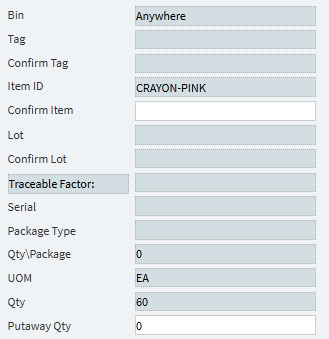 Bin Anywhere
Tag
Confirm Tag
Item ID CRAYON-PINK
Confirm Item
Lot
Confirm Lot
Traceable Factor:
Serial
Package Type
Qty\Package 0
UOM EA
Qty 60
Putaway Qty 0